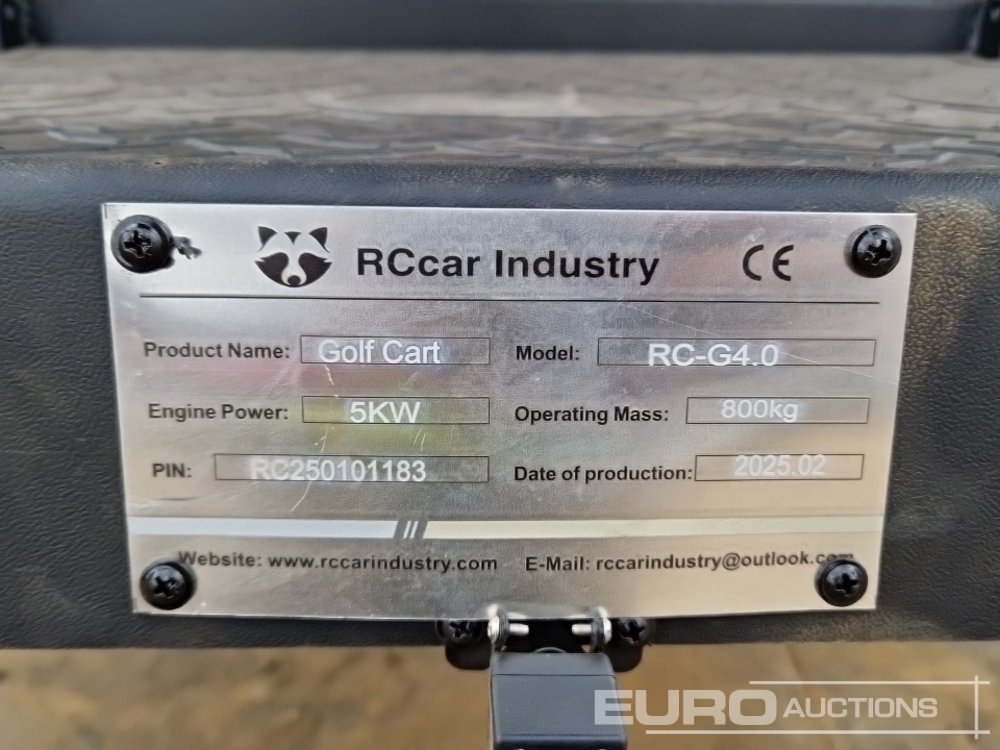 RCcar Industry CE
Product Name: Golf Cart Model: RC-G4.0
Engine Power: 5KW Operating Mass: 800kg
PIN: RC250101183 Date of production: 2025.02
Website: www.rccarindustry.com E-Mail: rccarindustry@outlook.com
EURO AUCTIONS